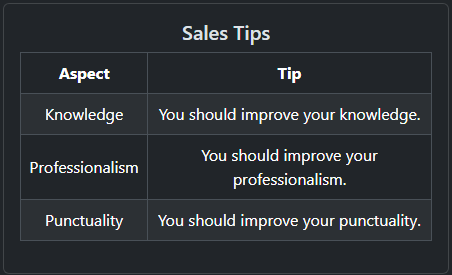 Sales Tips
Aspect Tip
Knowledge You should improve your knowledge.
Professionalism You should improve your
professionalism.
Punctuality You should improve your punctuality.